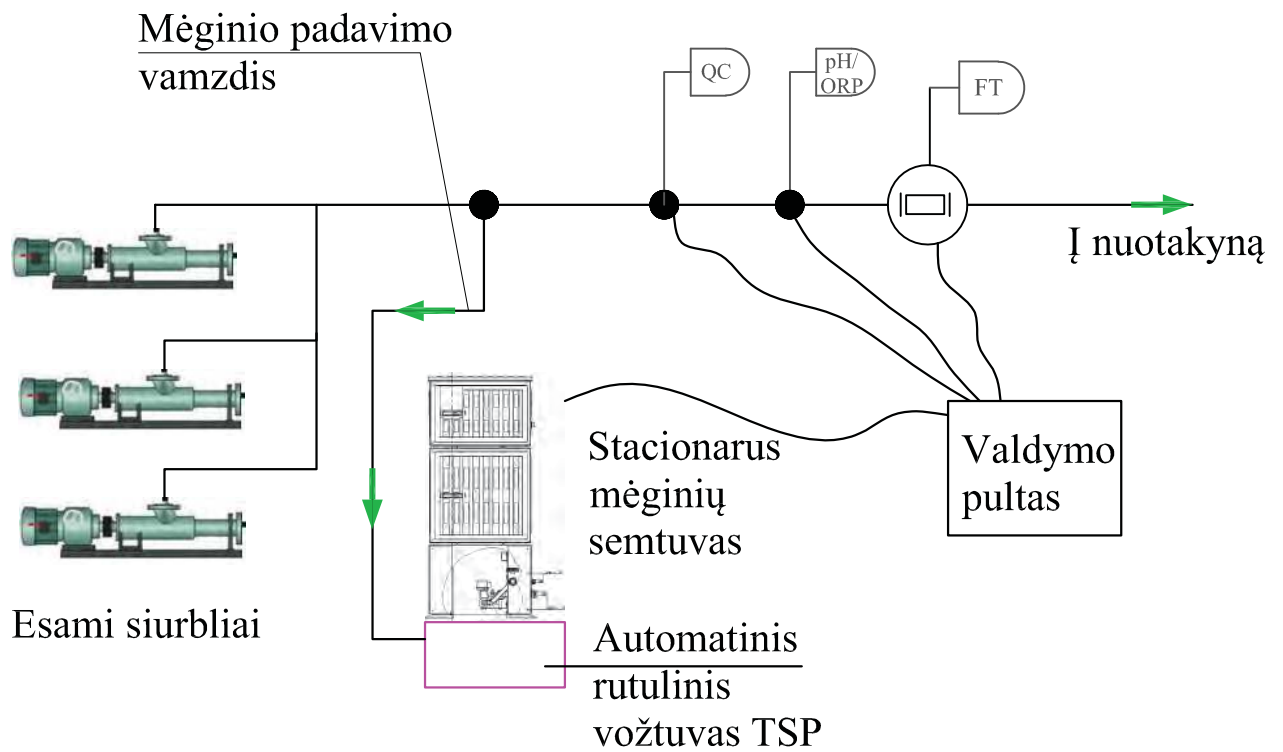 Mėginio padavimo
vamzdis
QC
pH/
ORP
FT
Į nuotakyną
Stacionarus
mėginių
semtuvas
Valdymo
pultas
Esami siurbliai
Automatinis
rutulinis
vožtuvas TSP